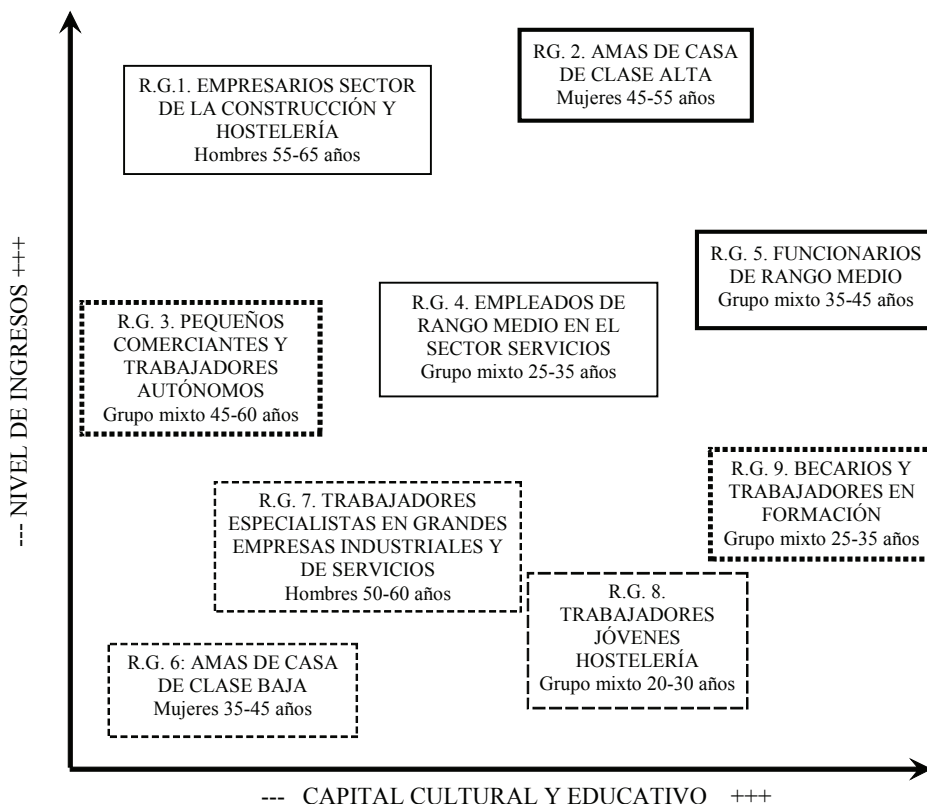 R.G.1. EMPRESARIOS SECTOR
DE LA CONSTRUCCIÓN Y
HOSTELERÍA
Hombres 55-65 años
RG. 2. AMAS DE CASA
DE CLASE ALTA
Mujeres 45-55 años
R.G. 3. PEQUEÑOS
COMERCIANTES Y
TRABAJADORES
AUTÓNOMOS
Grupo mixto 45-60 años
R.G. 4. EMPLEADOS DE
RANGO MEDIO EN EL
SECTOR SERVICIOS
Grupo mixto 25-35 años
R.G. 5. FUNCIONARIOS
DE RANGO MEDIO
Grupo mixto 35-45 años
R.G. 7. TRABAJADORES
ESPECIALISTAS EN GRANDES
EMPRESAS INDUSTRIALES Y
DE SERVICIOS
Hombres 50-60 años
R.G. 9. BECARIOS Y
TRABAJADORES EN
FORMACIÓN
Grupo mixto 25-35 años
R.G. 8.
TRABAJADORES
JÓVENES
HOSTELERÍA
Grupo mixto 20-30 años
R.G. 6: AMAS DE CASA
DE CLASE BAJA
Mujeres 35-45 años
--- NIVEL DE INGRESOS +++
--- CAPITAL CULTURAL Y EDUCATIVO +++